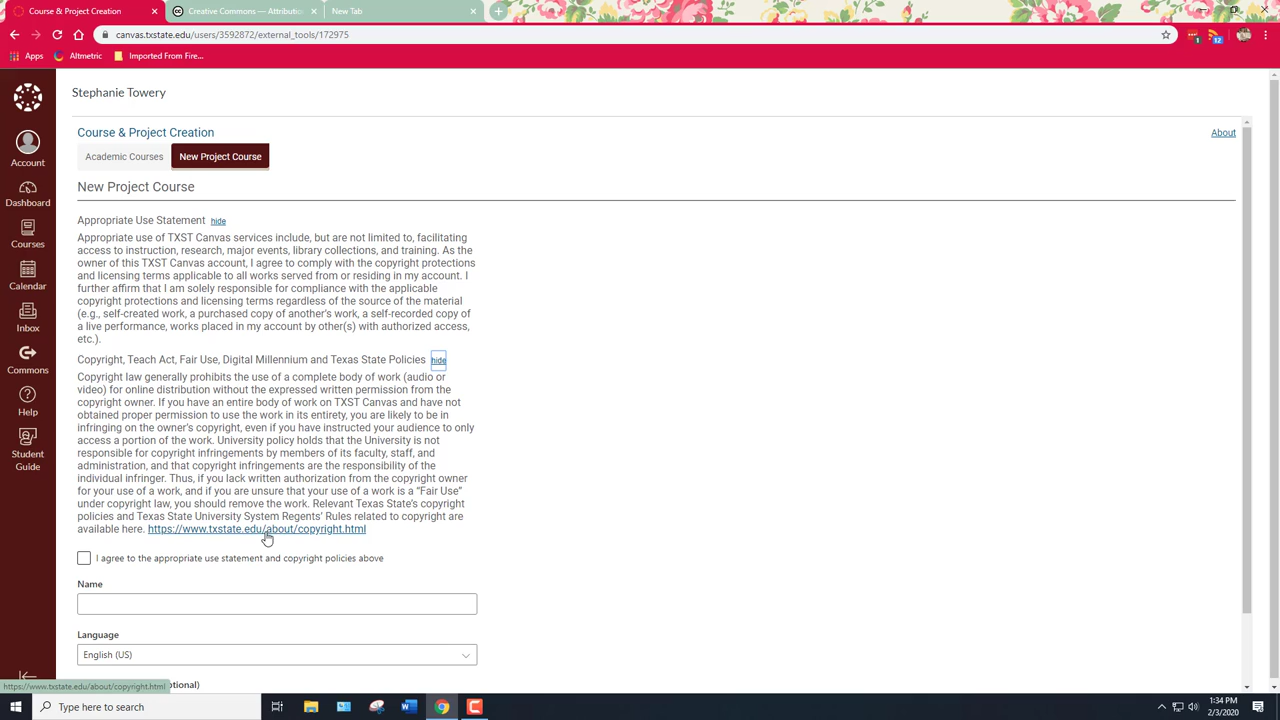 Course & Project Creation
Creative Commons — Attributio
New Tab
canvas.txstate.edu/users/3592872/external_tools/172975
Apps
Altmetric
Imported From Fire...
1
12
Account
Dashboard
Courses
Calendar
Inbox
Commons
Help
Student
Guide
Stephanie Towery
Course & Project Creation
About
Academic Courses
New Project Course
New Project Course
Appropriate Use Statement hide
Appropriate use of TXST Canvas services include, but are not limited to, facilitating
access to instruction, research, major events, library collections, and training. As the
owner of this TXST Canvas account, I agree to comply with the copyright protections
and licensing terms applicable to all works served from or residing in my account. I
further affirm that I am solely responsible for compliance with the applicable
copyright protections and licensing terms regardless of the source of the material
(e.g., self-created work, a purchased copy of another's work, a self-recorded copy of
a live performance, works placed in my account by other(s) with authorized access,
etc.).
Copyright, Teach Act, Fair Use, Digital Millennium and Texas State Policies hide
Copyright law generally prohibits the use of a complete body of work (audio or
video) for online distribution without the expressed written permission from the
copyright owner. If you have an entire body of work on TXST Canvas and have not
obtained proper permission to use the work in its entirety, you are likely to be in
infringing on the owner's copyright, even if you have instructed your audience to only
access a portion of the work. University policy holds that the University is not
responsible for copyright infringements by members of its faculty, staff, and
administration, and that copyright infringements are the responsibility of the
individual infringer. Thus, if you lack written authorization from the copyright owner
for your use of a work, and if you are unsure that your use of a work is a “Fair Use”
under copyright law, you should remove the work. Relevant Texas State's copyright
policies and Texas State University System Regents' Rules related to copyright are
available here. https://www.txstate.edu/about/copyright.html
I agree to the appropriate use statement and copyright policies above
Name
Language
English (US)
tional)
https://www.txstate.edu/about/copyright.html
Type here to search
1:34 PM
2/3/2020